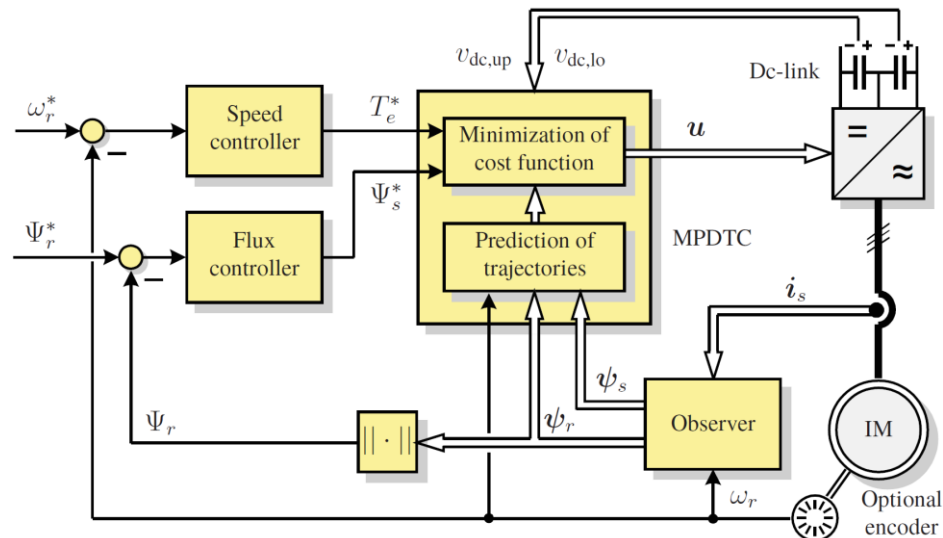 v_dc,up
v_dc,lo
- + - +
Dc-link
ω_r^*
−
Speed
controller
T_e^*
Minimization of
cost function
u
=
≈
Ψ_s^*
Ψ_r^*
−
Flux
controller
Prediction of
trajectories
MPDTC
i_s
ψ_s
Ψ_r
|| · ||
ψ_r
Observer
IM
ω_r
Optional
encoder